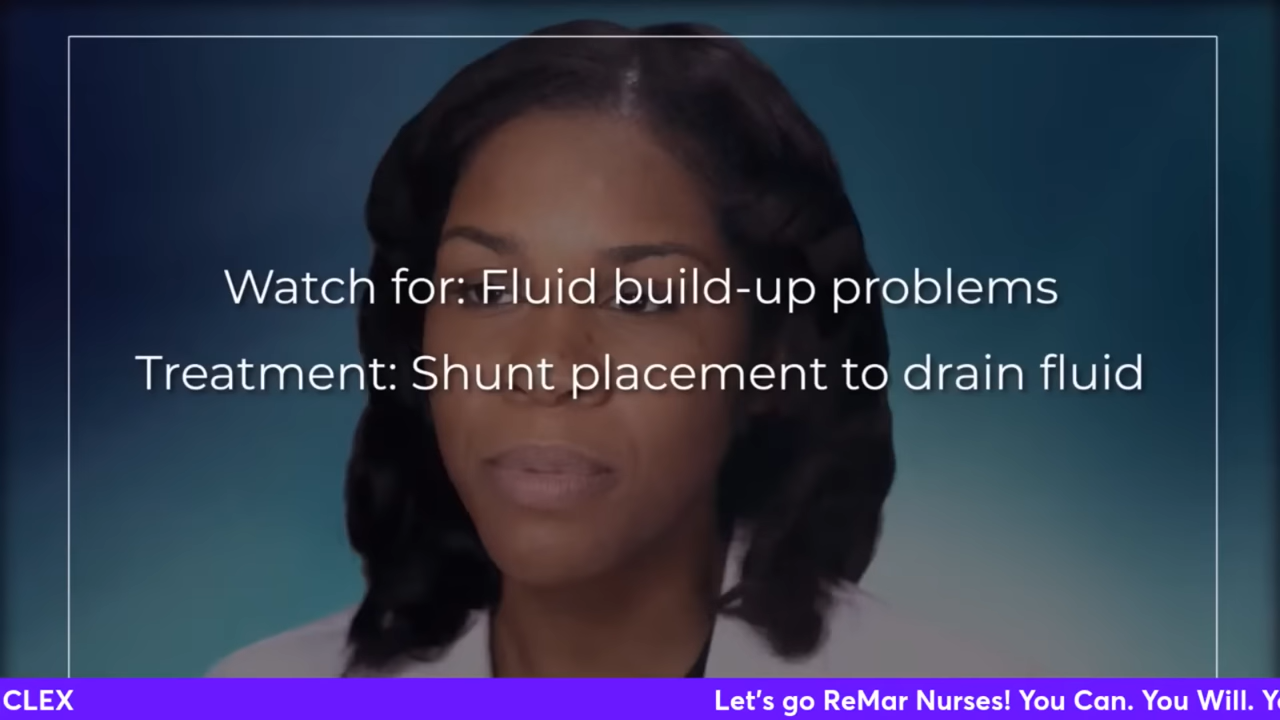 Watch for: Fluid build-up problems
Treatment: Shunt placement to drain fluid
CLEX
Let's go ReMar Nurses! You Can. You Will.